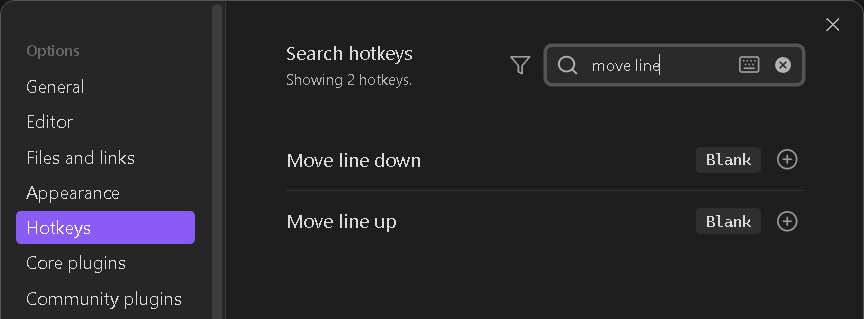 Options
General
Editor
Files and links
Appearance
Hotkeys
Core plugins
Community plugins
Search hotkeys
Showing 2 hotkeys.
move line
Move line down
Blank
Move line up
Blank